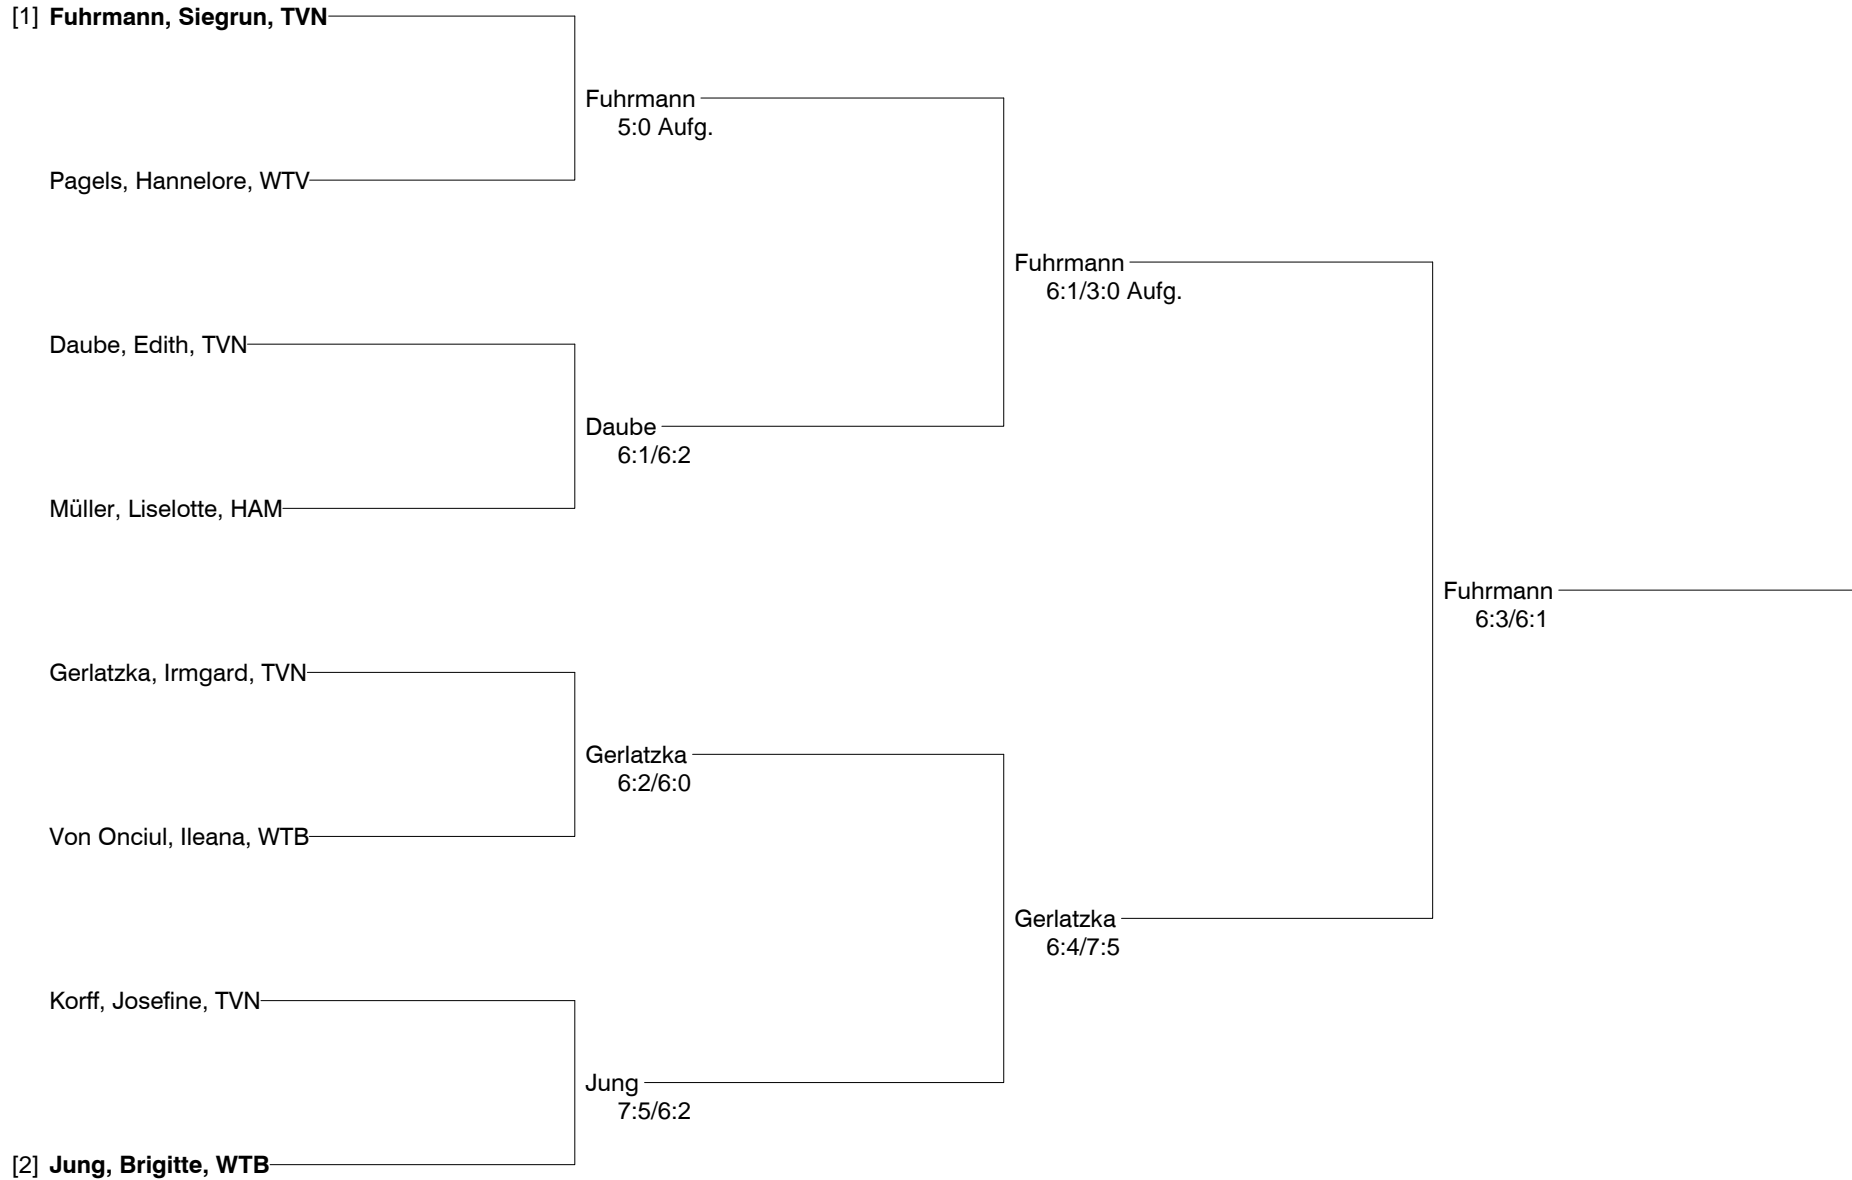 [1] Fuhrmann, Siegrun, TVN
Fuhrmann
5:0 Aufg.
Pagels, Hannelore, WTV
Fuhrmann
6:1/3:0 Aufg.
Daube, Edith, TVN
Daube
6:1/6:2
Müller, Liselotte, HAM
Fuhrmann
6:3/6:1
Gerlatzka, Irmgard, TVN
Gerlatzka
6:2/6:0
Von Onciul, Ileana, WTB
Gerlatzka
6:4/7:5
Korff, Josefine, TVN
Jung
7:5/6:2
[2] Jung, Brigitte, WTB